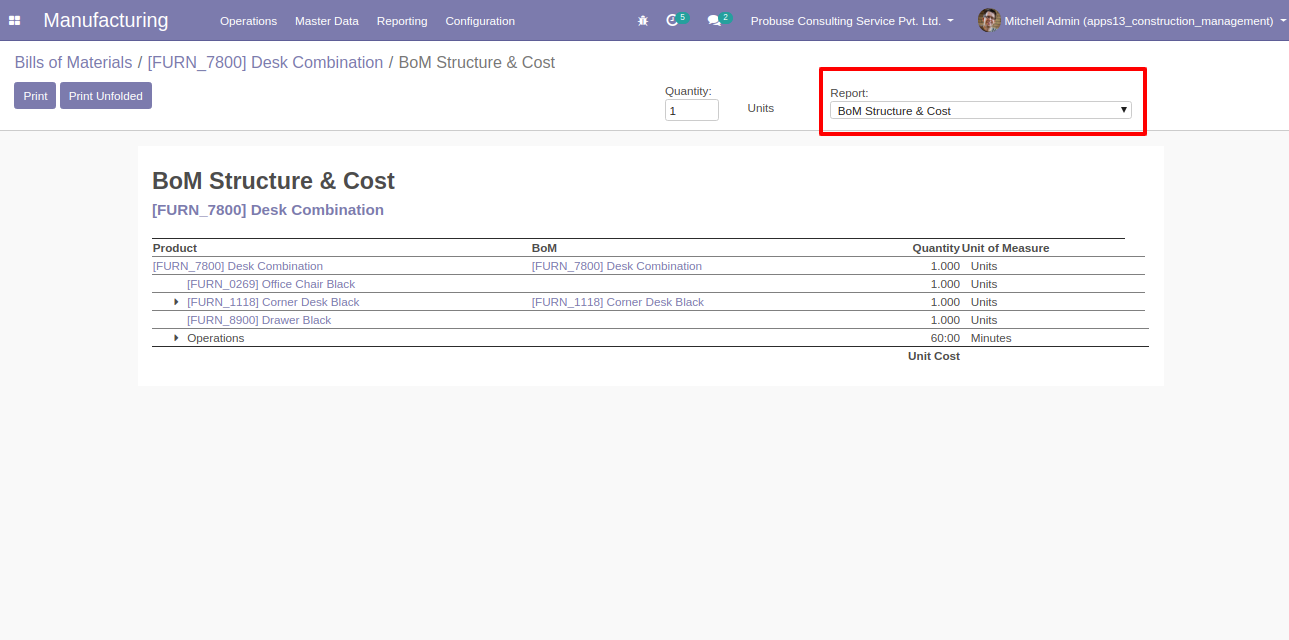 Manufacturing Operations Master Data Reporting Configuration 5 2 Probuse Consulting Service Pvt. Ltd. Mitchell Admin (apps13_construction_management)
Bills of Materials / [FURN_7800] Desk Combination / BoM Structure & Cost
Print Print Unfolded
Quantity:
1 Units
Report:
BoM Structure & Cost
BoM Structure & Cost
[FURN_7800] Desk Combination
Product BoM Quantity Unit of Measure
[FURN_7800] Desk Combination [FURN_7800] Desk Combination 1.000 Units
[FURN_0269] Office Chair Black 1.000 Units
[FURN_1118] Corner Desk Black [FURN_1118] Corner Desk Black 1.000 Units
[FURN_8900] Drawer Black 1.000 Units
Operations 60:00 Minutes
Unit Cost